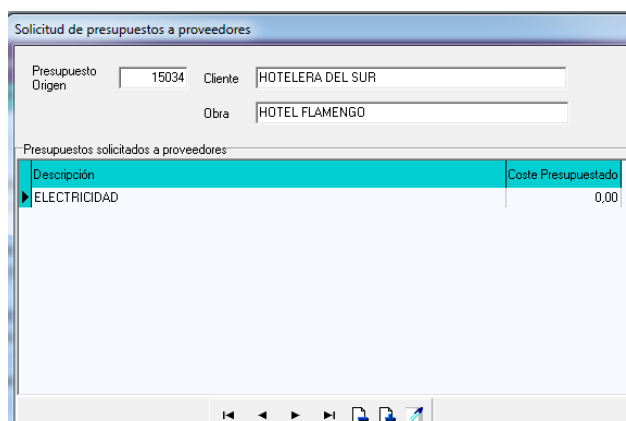 Solicitud de presupuestos a proveedores
Presupuesto Origen 15034 Cliente HOTELERA DEL SUR
Obra HOTEL FLAMENGO
Presupuestos solicitados a proveedores
Descripción Coste Presupuestado
ELECTRICIDAD 0,00